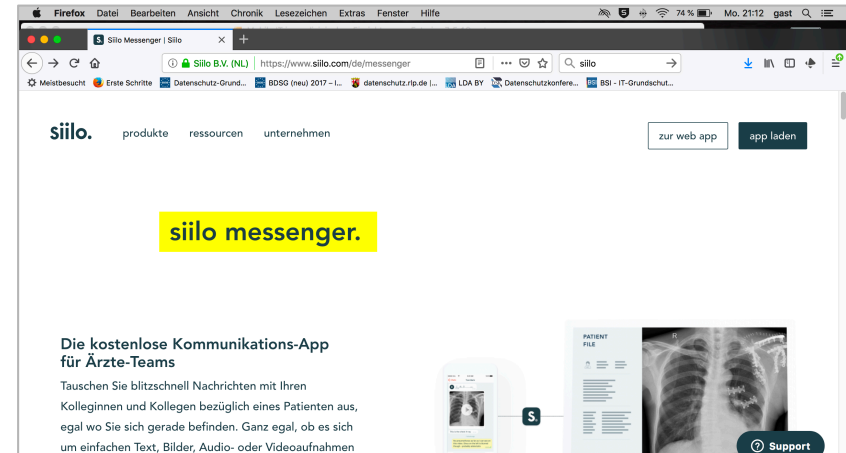 Firefox Datei Bearbeiten Ansicht Chronik Lesezeichen Extras Fenster Hilfe 74 % Mo. 21:12 gast
S. Siilo Messenger | Siilo
Siilo B.V. (NL) https://www.siilo.com/de/messenger siilo
Meistbesucht Erste Schritte Datenschutz-Grund... BDSG (neu) 2017 – I... datenschutz.rlp.de |... LDA BY Datenschutzkonfere... BSI BSI - IT-Grundschut...
siilo. produkte ressourcen unternehmen zur web app app laden
siilo messenger.
Die kostenlose Kommunikations-App
für Ärzte-Teams
Tauschen Sie blitzschnell Nachrichten mit Ihren
Kolleginnen und Kollegen bezüglich eines Patienten aus,
egal wo Sie sich gerade befinden. Ganz egal, ob es sich
um einfachen Text, Bilder, Audio- oder Videoaufnahmen
S.
PATIENT
FILE
R
Support